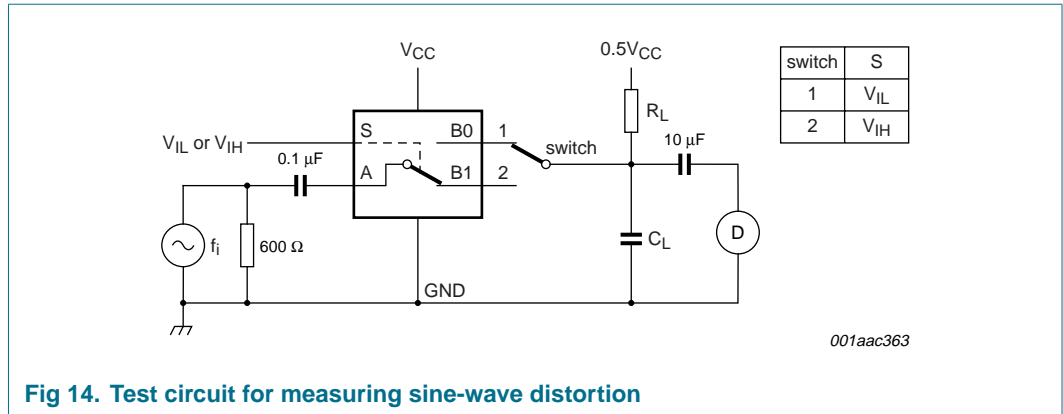 VCC
0.5VCC
switch S
1 VIL
2 VIH
RL
S
B0
1
VIL or VIH
switch
10 μF
0.1 μF
A
B1
2
fi
600 Ω
CL
D
GND
001aac363
Fig 14. Test circuit for measuring sine-wave distortion